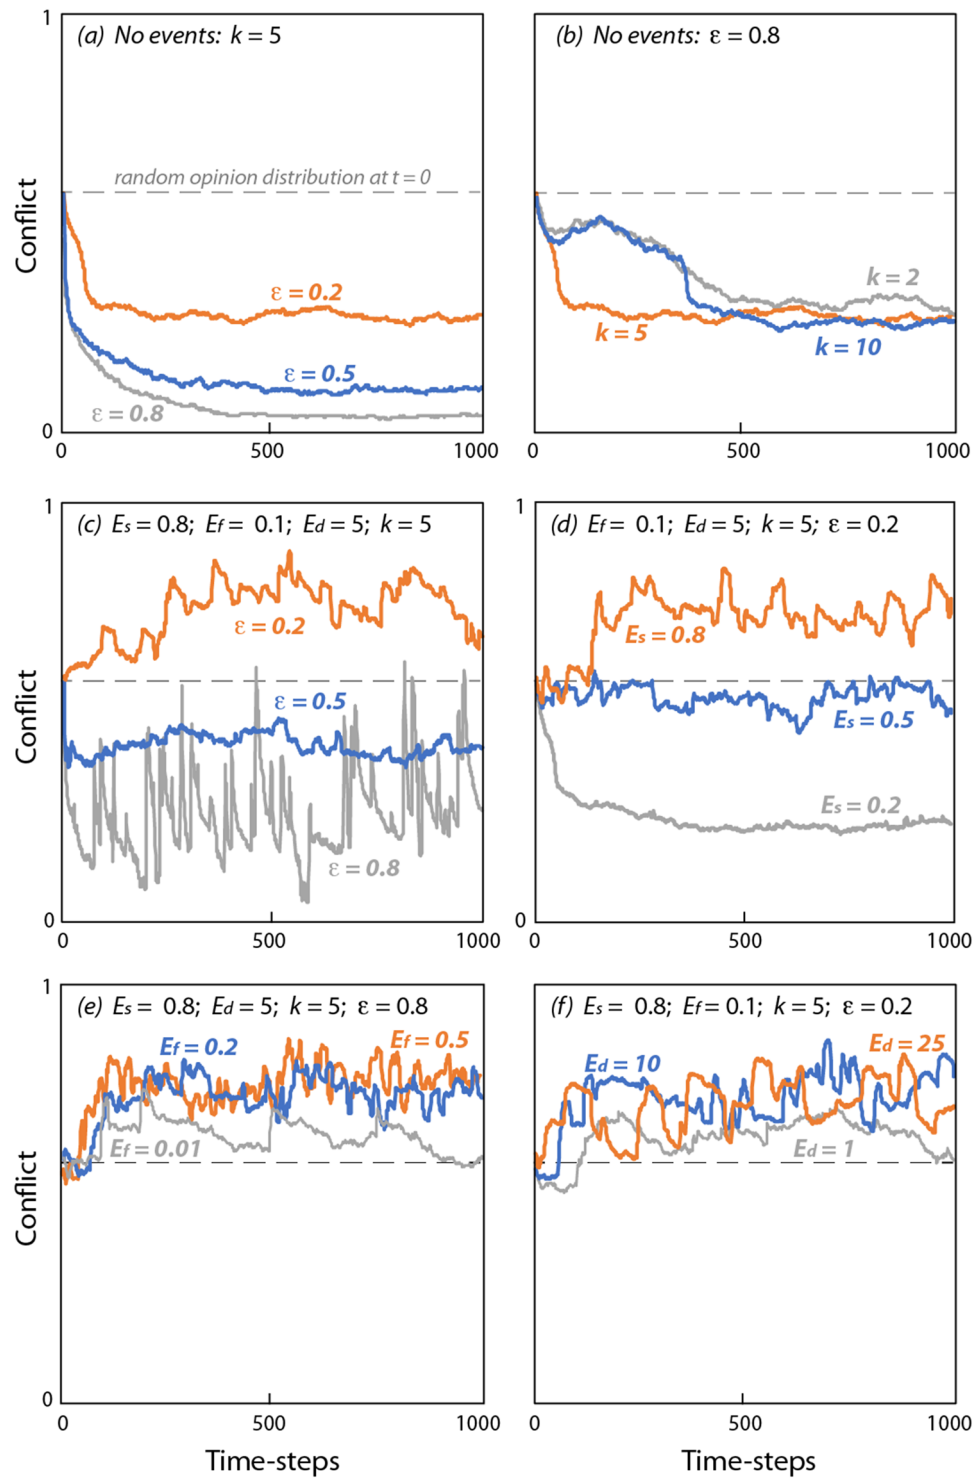 1
(a) No events: k = 5
random opinion distribution at t = 0
Conflict
ε = 0.2
ε = 0.5
ε = 0.8
0
0
500
1000
(b) No events: ε = 0.8
k = 2
k = 5
k = 10
0
500
1000
1
(c) Es = 0.8; Ef = 0.1; Ed = 5; k = 5
Conflict
ε = 0.2
ε = 0.5
ε = 0.8
0
0
500
1000
(d) Ef = 0.1; Ed = 5; k = 5; ε = 0.2
Es = 0.8
Es = 0.5
Es = 0.2
0
0
500
1000
1
(e) Es = 0.8; Ed = 5; k = 5; ε = 0.8
Ef = 0.2
Ef = 0.5
Ef = 0.01
Conflict
0
0
500
1000
Time-steps
(f) Es = 0.8; Ef = 0.1; k = 5; ε = 0.2
Ed = 25
Ed = 10
Ed = 1
0
500
1000
Time-steps